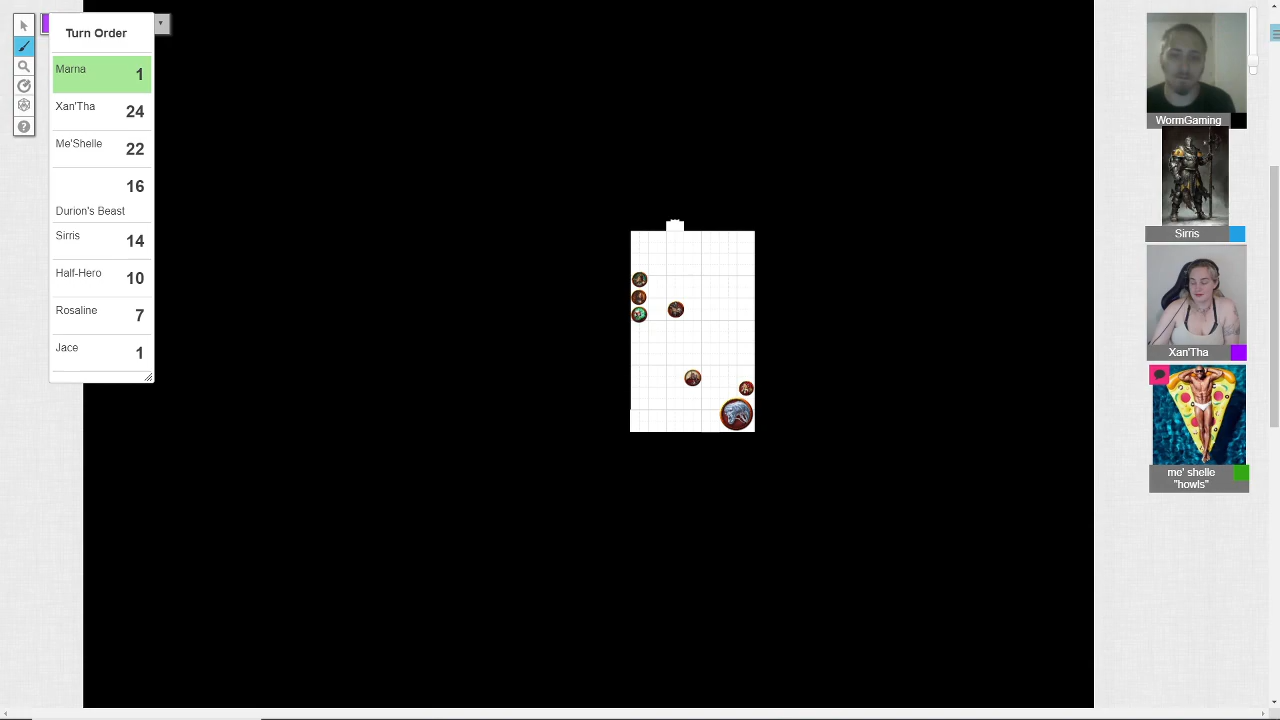 Turn Order
Marna 1
Xan'Tha 24
Me'Shelle 22
16
Durion's Beast
Sirris 14
Half-Hero 10
Rosaline 7
Jace 1
WormGaming
Sirris
Xan'Tha
me' shelle
"howls"